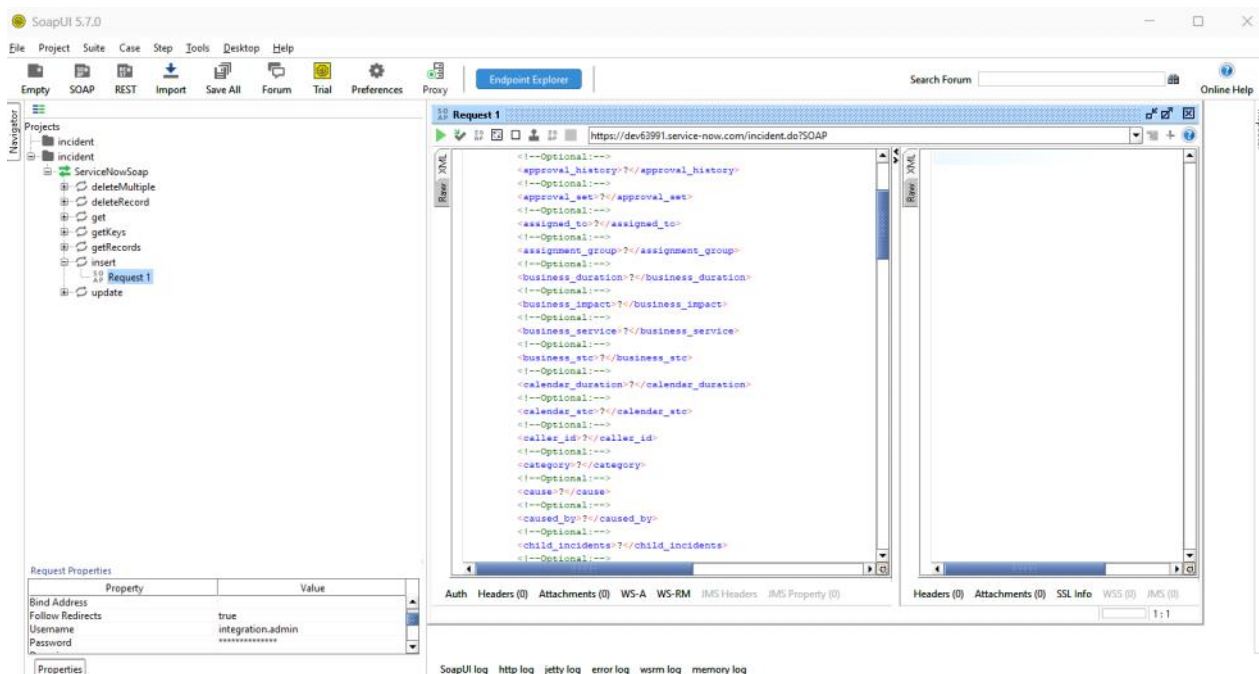 SoapUI 5.7.0
File Project Suite Case Step Tools Desktop Help
Empty SOAP REST Import Save All Forum Trial Preferences Proxy
Endpoint Explorer
Search Forum
Online Help
Navigator
Projects
incident
incident
ServiceNowSoap
deleteMultiple
deleteRecord
get
getKeys
getRecords
insert
SO AP Request 1
update
SO AP Request 1
https://dev63991.service-now.com/incident.do?SOAP
XML
Raw
<!--Optional:-->
<approval_history>?</approval_history>
<!--Optional:-->
<approval_set>?</approval_set>
<!--Optional:-->
<assigned_to>?</assigned_to>
<!--Optional:-->
<assignment_group>?</assignment_group>
<!--Optional:-->
<business_duration>?</business_duration>
<!--Optional:-->
<business_impact>?</business_impact>
<!--Optional:-->
<business_service>?</business_service>
<!--Optional:-->
<business_stc>?</business_stc>
<!--Optional:-->
<calendar_duration>?</calendar_duration>
<!--Optional:-->
<calendar_stc>?</calendar_stc>
<!--Optional:-->
<caller_id>?</caller_id>
<!--Optional:-->
<category>?</category>
<!--Optional:-->
<cause>?</cause>
<!--Optional:-->
<caused_by>?</caused_by>
<!--Optional:-->
<child_incidents>?</child_incidents>
<!--Optional:-->
XML
Raw
Auth Headers (0) Attachments (0) WS-A WS-RM JMS Headers JMS Property (0)
Headers (0) Attachments (0) SSL Info WSS (0) JMS (0)
1 : 1
Request Properties
Property Value
Bind Address
Follow Redirects true
Username integration.admin
Password **************
Properties
SoapUI log http log jetty log error log wsrm log memory log